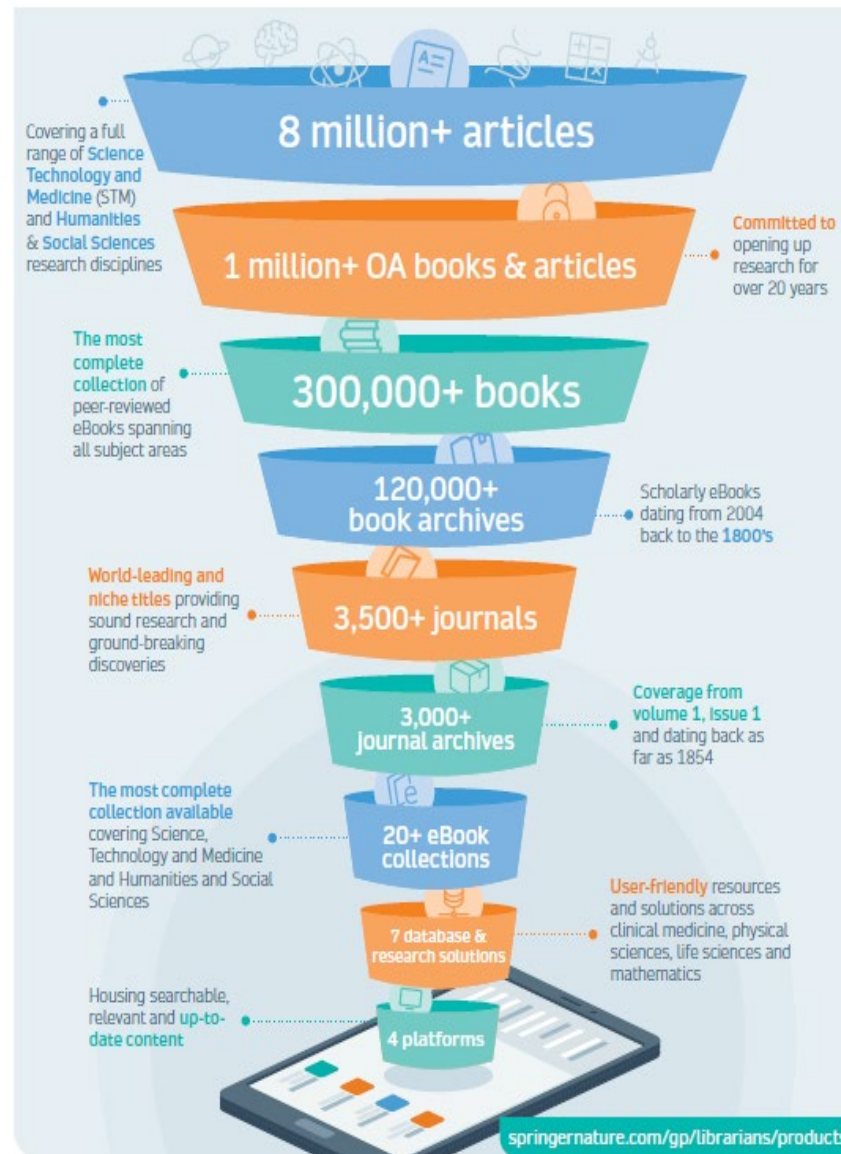 8 million+ articles
Covering a full
range of Science
Technology and
Medicine (STM)
and Humanities
& Social Sciences
research disciplines
1 million+ OA books & articles
Committed to
opening up
research for
over 20 years
The most
complete
collection of
peer-reviewed
eBooks spanning
all subject areas
300,000+ books
120,000+
book archives
Scholarly eBooks
dating from 2004
back to the 1800's
World-leading and
niche titles providing
sound research and
ground-breaking
discoveries
3,500+ journals
3,000+
journal archives
Coverage from
volume 1, issue 1
and dating back as
far as 1854
The most complete
collection available
covering Science,
Technology and Medicine
and Humanities and Social
Sciences
20+ eBook
collections
7 database &
research solutions
User-friendly resources
and solutions across
clinical medicine, physical
sciences, life sciences and
mathematics
Housing searchable,
relevant and up-to-
date content
4 platforms
springernature.com/gp/librarians/products